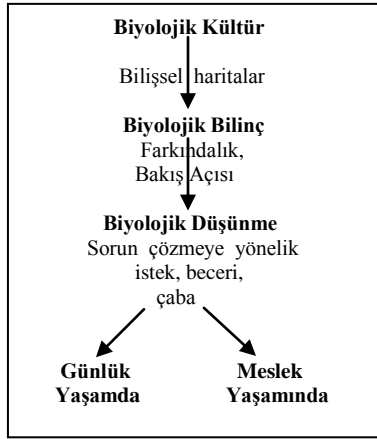 Biyolojik Kültür
Bilişsel haritalar
Biyolojik Bilinç
Farkındalık,
Bakış Açısı
Biyolojik Düşünme
Sorun çözmeye yönelik
istek, beceri,
çaba
Günlük
Yaşamda
Meslek
Yaşamında